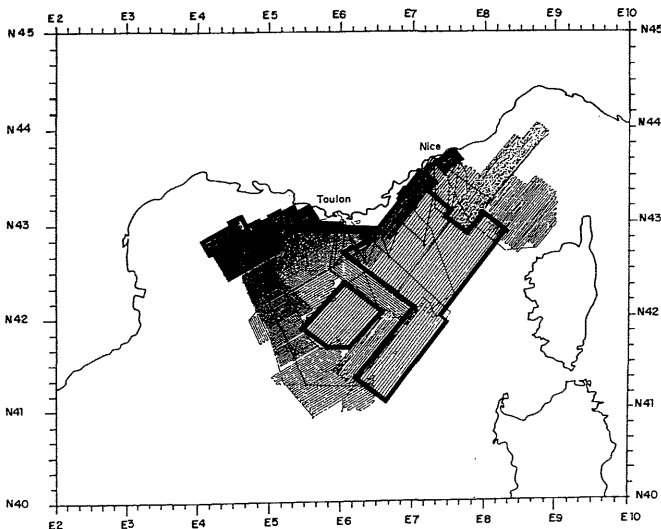 E2 E3 E4 E5 E6 E7 E8 E9 E10
N45 N45
N44 N44
Nice
Toulon
N43 N43
N42 N42
N41 N41
N40 N40
E2 E3 E4 E5 E6 E7 E8 E9 E10